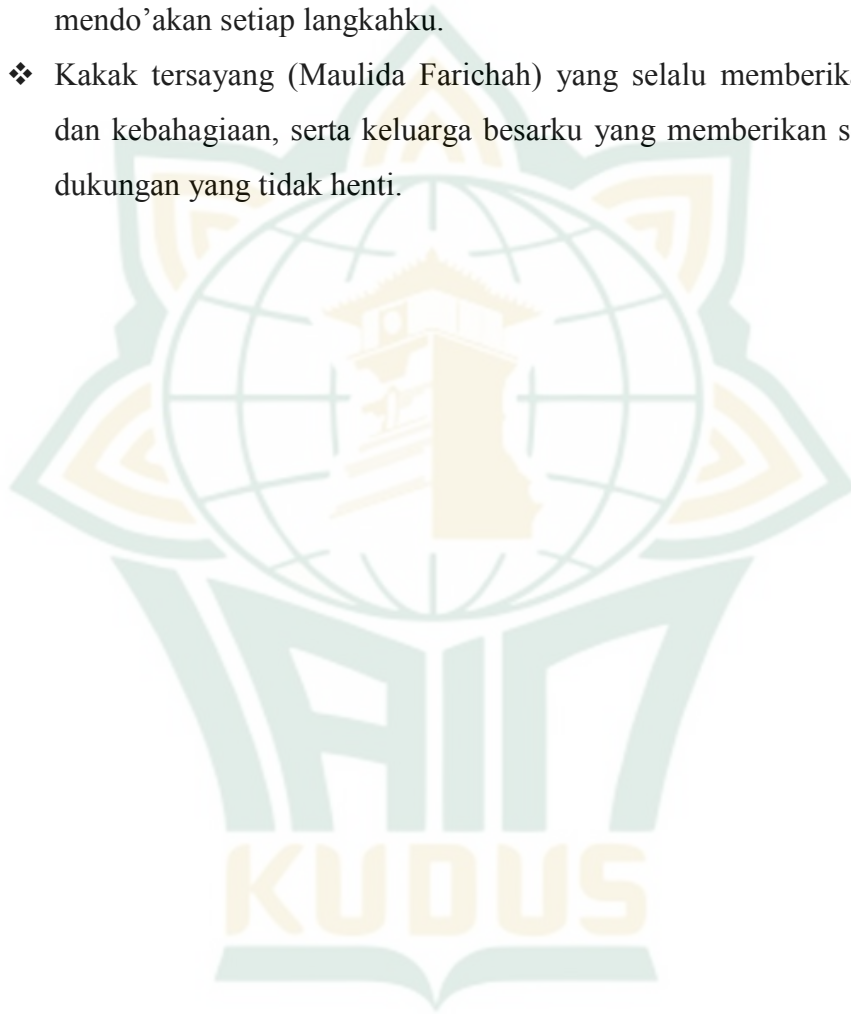 mendo’akan setiap langkahku.
❖ Kakak tersayang (Maulida Farichah) yang selalu
dan kebahagiaan, serta keluarga besarku yang memberikan
dukungan yang tidak henti.
IAIN
KUDUS